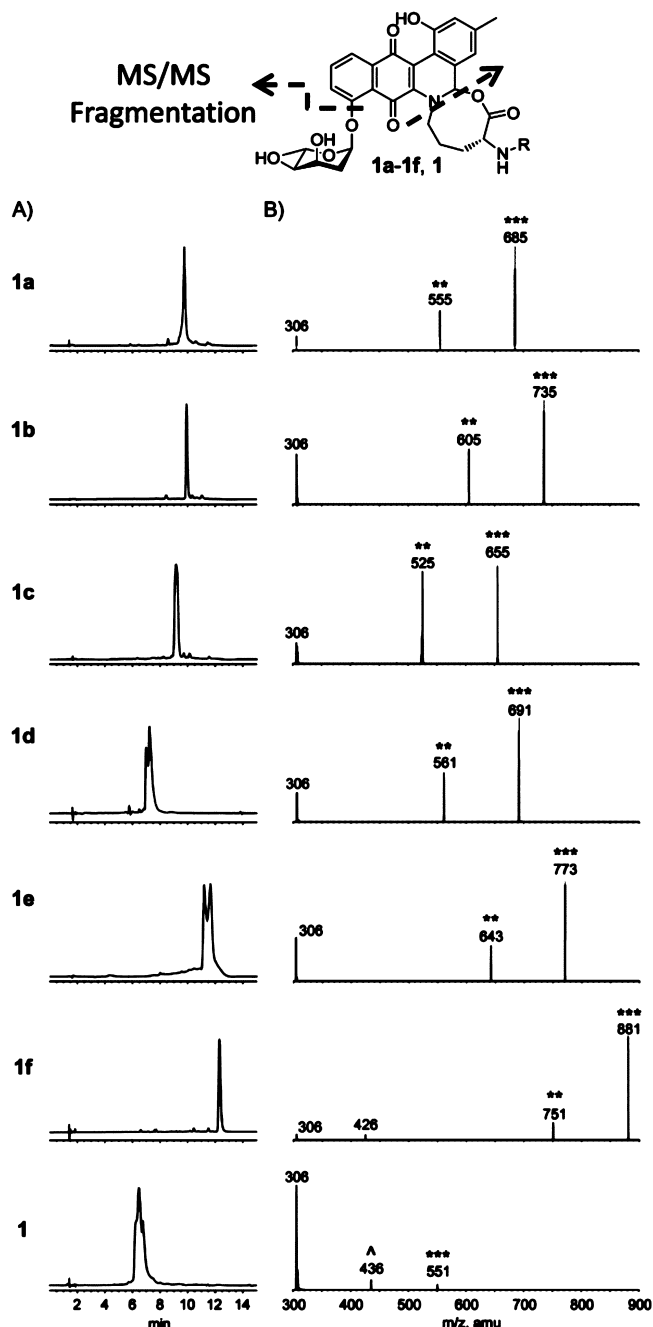 HO
O
MS/MS
Fragmentation
N
O
O
O
O
OH
HO
O
N
H
R
1a-1f, 1
A)
B)
1a
306
**
555
***
685
1b
306
**
605
***
735
1c
306
**
525
***
655
1d
306
**
561
***
691
1e
306
**
643
***
773
1f
306
426
**
751
***
881
1
306
^
436
***
551
2 4 6 8 10 12 14
min
300 400 500 600 700 800 900
m/z, amu